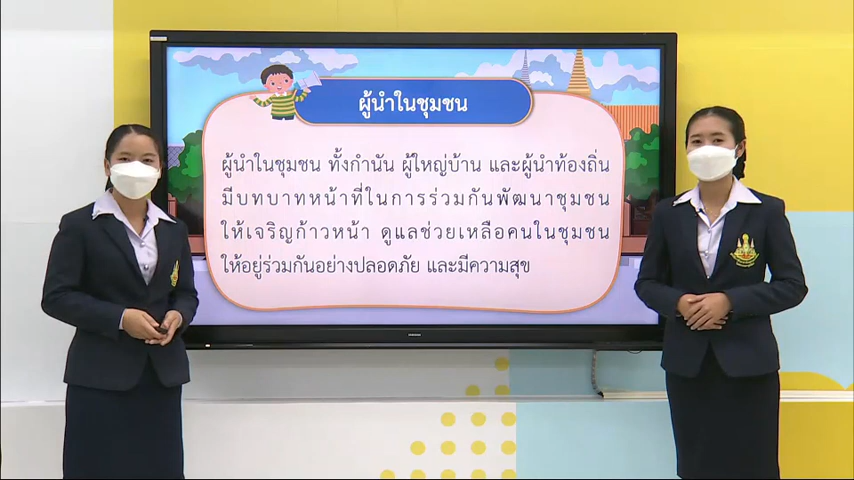 ผู้นำในชุมชน
ผู้นำในชุมชน ทั้งกำนัน ผู้ใหญ่บ้าน และผู้นำท้องถิ่น
มีบทบาทหน้าที่ในการร่วมกันพัฒนาชุมชน
ให้เจริญก้าวหน้า ดูแลช่วยเหลือคนในชุมชน
ให้อยู่ร่วมกันอย่างปลอดภัย และมีความสุข
SAMSUNG